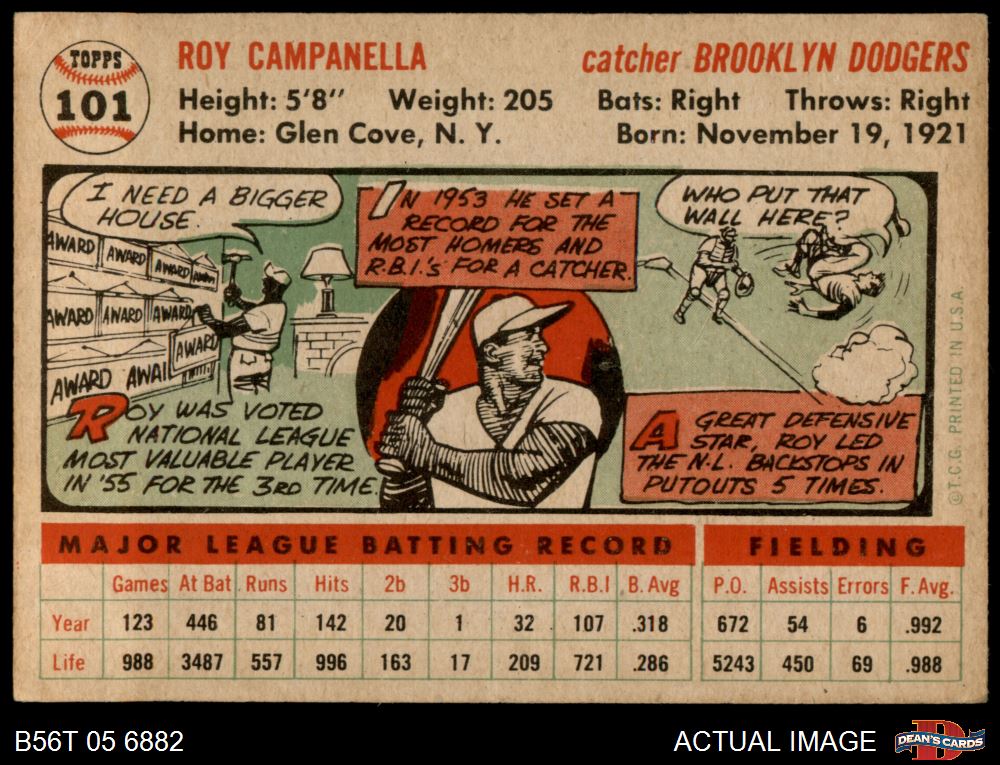 TOPPS
101
ROY CAMPANELLA
catcher BROOKLYN DODGERS
Height: 5'8" Weight: 205 Bats: Right Throws: Right
Home: Glen Cove, N. Y. Born: November 19, 1921
I NEED A BIGGER
HOUSE.
AWARD AWARD AWARD
AWARD AWARD AWARD
AWARD
AWARD AWA
ROY WAS VOTED
NATIONAL LEAGUE
MOST VALUABLE PLAYER
IN '55 FOR THE 3RD TIME.
IN 1953 HE SET A
RECORD FOR THE
MOST HOMERS AND
R.B.I.'s FOR A CATCHER.
WHO PUT THAT
WALL HERE?
A GREAT DEFENSIVE
STAR, ROY LED
THE N.L. BACKSTOPS IN
PUTOUTS 5 TIMES.
©T.C.G. PRINTED IN U.S.A.
MAJOR LEAGUE BATTING RECORD FIELDING
Games At Bat Runs Hits 2b 3b H.R. R.B.I B. Avg P.O. Assists Errors F. Avg.
Year 123 446 81 142 20 1 32 107 .318 672 54 6 .992
Life 988 3487 557 996 163 17 209 721 .286 5243 450 69 .988
B56T 05 6882
ACTUAL IMAGE
DEAN'S CARDS